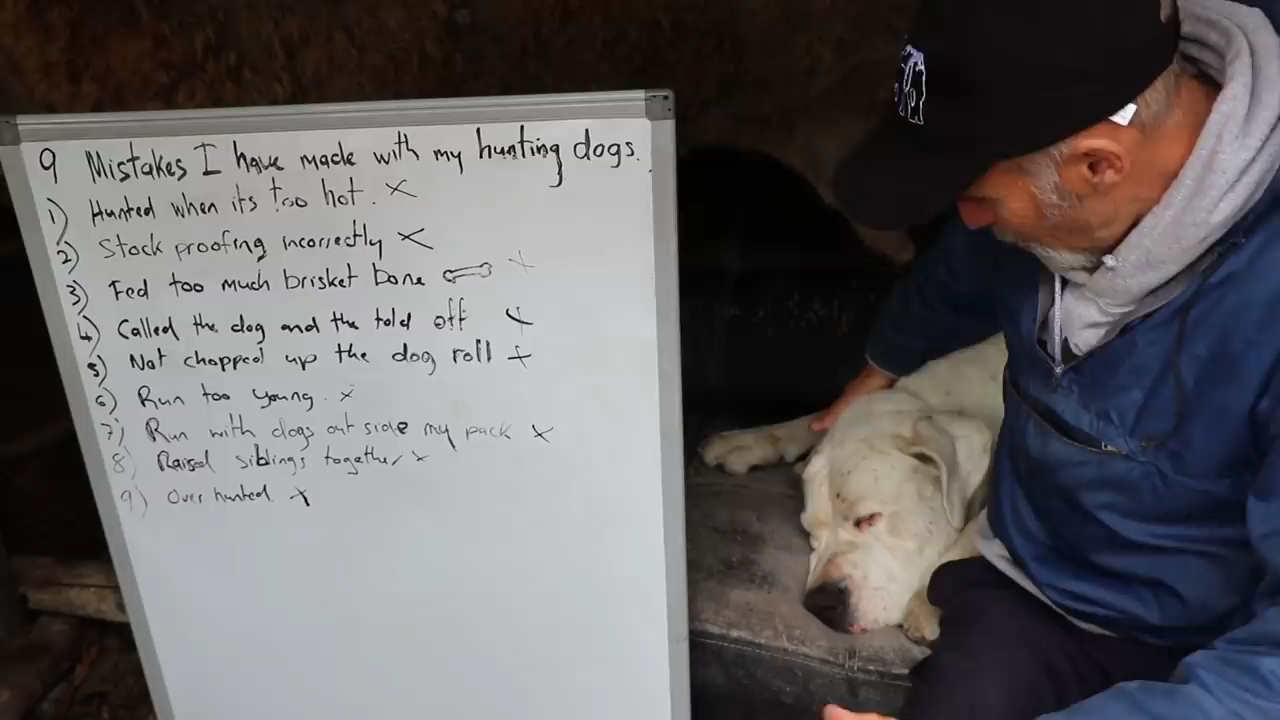 9 Mistakes I have made with my hunting dogs.
1) Hunted when its too hot. X
2) Stock proofing incorrectly X
3) Fed too much brisket bone X
4) Called the dog and the told off X
5) Not chopped up the dog roll X
6) Run too young. X
7) Run with dogs out side my pack X
8) Raised siblings together X
9) Over hunted. X